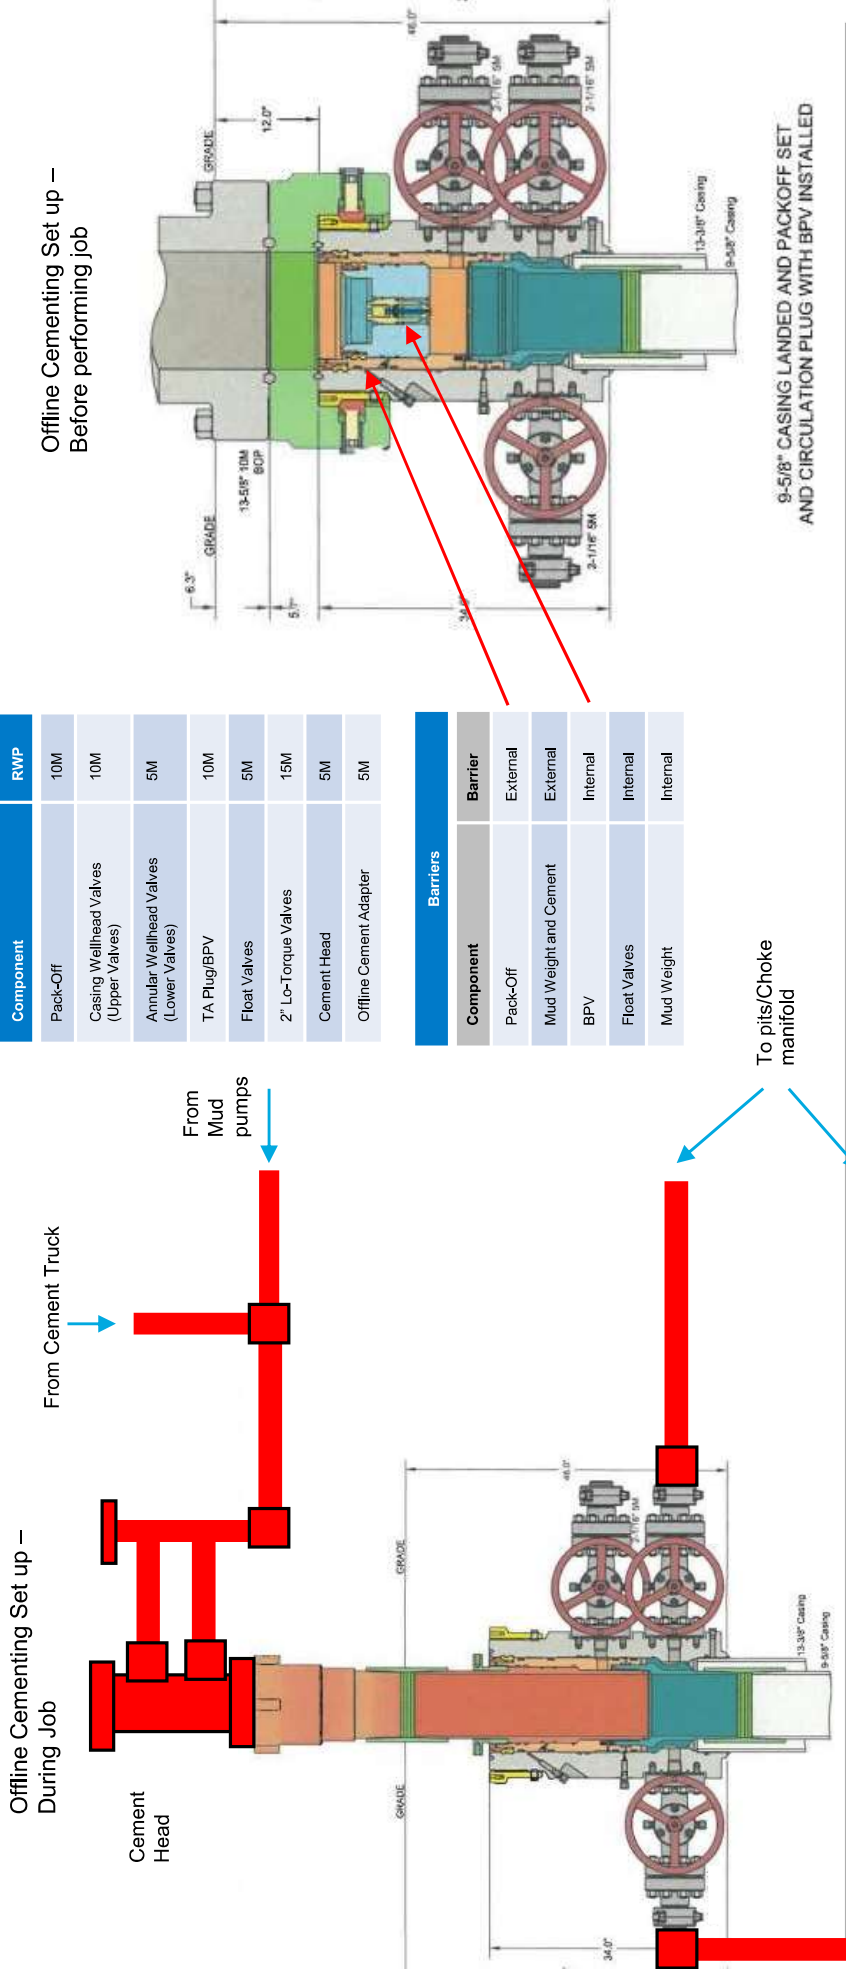 Offline Cementing Set up –
During Job
Cement
Head
From Cement Truck
From
Mud
pumps
GRADE
GRADE
46.0"
34.0"
2-1/16" 5M
13-3/8" Casing
9-5/8" Casing
To pits/Choke
manifold
Component RWP
Pack-Off 10M
Casing Wellhead Valves
(Upper Valves) 10M
Annular Wellhead Valves
(Lower Valves) 5M
TA Plug/BPV 10M
Float Valves 5M
2" Lo-Torque Valves 15M
Cement Head 5M
Offline Cement Adapter 5M
Barriers
Component Barrier
Pack-Off External
Mud Weight and Cement External
BPV Internal
Float Valves Internal
Mud Weight Internal
Offline Cementing Set up –
Before performing job
GRADE
GRADE
6.3"
5.7"
12.0"
46.0"
34.0"
13-5/8" 10M
BOP
2-1/16" 5M
2-1/16" 5M
2-1/16" 5M
13-3/8" Casing
9-5/8" Casing
9-5/8" CASING LANDED AND PACKOFF SET
AND CIRCULATION PLUG WITH BPV INSTALLED